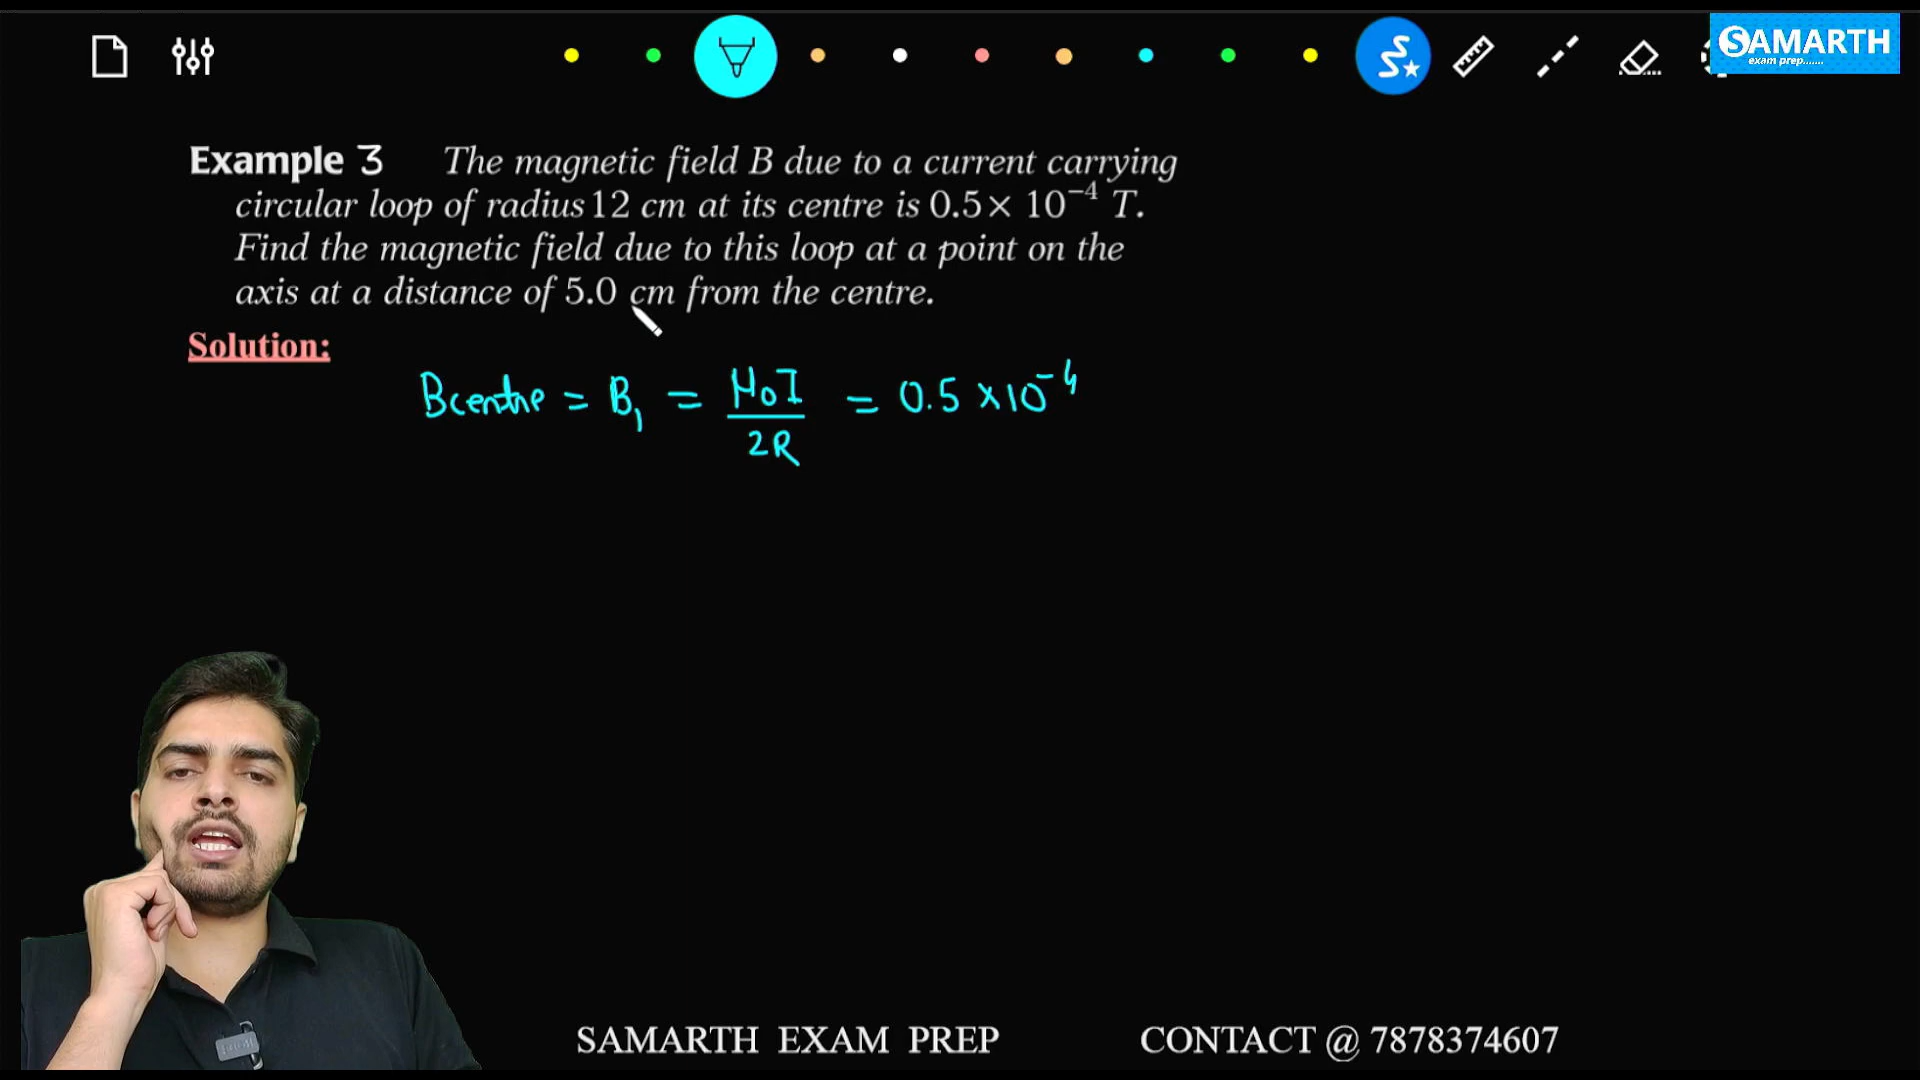 SAMARTH
exam prep.......
Example 3 The magnetic field B due to a current carrying
circular loop of radius 12 cm at its centre is 0.5 × 10⁻⁴ T.
Find the magnetic field due to this loop at a point on the
axis at a distance of 5.0 cm from the centre.
Solution:
Bcentre = B₁ = μ₀I / 2R = 0.5 × 10⁻⁴
SAMARTH EXAM PREP CONTACT @ 7878374607